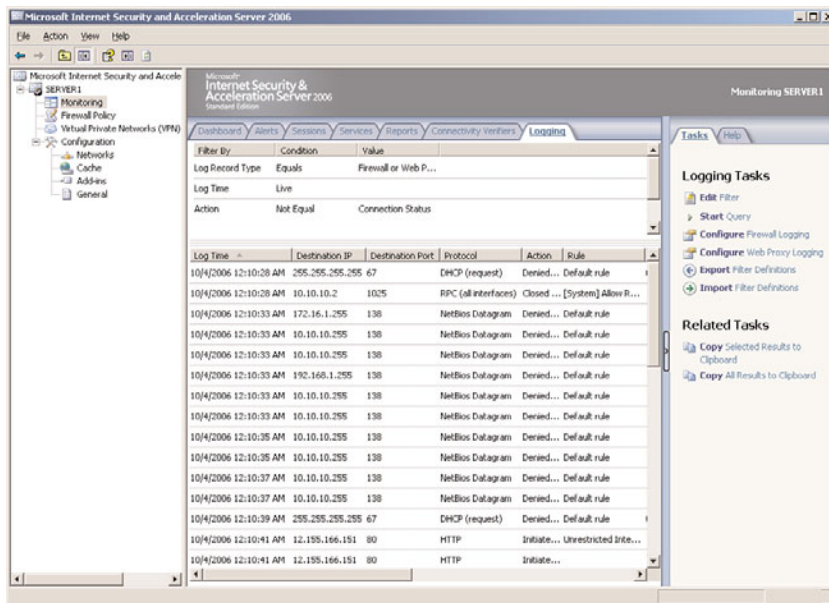 Microsoft Internet Security and Acceleration Server 2006
File Action View Help
Microsoft Internet Security and Accele
SERVER1
Monitoring
Firewall Policy
Virtual Private Networks (VPN)
Configuration
Networks
Cache
Add-ins
General
Microsoft®
Internet Security &
Acceleration Server 2006
Standard Edition
Monitoring SERVER1
Dashboard Alerts Sessions Services Reports Connectivity Verifiers Logging
Filter By Condition Value
Log Record Type Equals Firewall or Web P...
Log Time Live
Action Not Equal Connection Status
Log Time Destination IP Destination Port Protocol Action Rule
10/4/2006 12:10:28 AM 255.255.255.255 67 DHCP (request) Denied... Default rule
10/4/2006 12:10:28 AM 10.10.10.2 1025 RPC (all interfaces) Closed ... [System] Allow R...
10/4/2006 12:10:33 AM 172.16.1.255 138 NetBios Datagram Denied... Default rule
10/4/2006 12:10:33 AM 10.10.10.255 138 NetBios Datagram Denied... Default rule
10/4/2006 12:10:33 AM 10.10.10.255 138 NetBios Datagram Denied... Default rule
10/4/2006 12:10:33 AM 192.168.1.255 138 NetBios Datagram Denied... Default rule
10/4/2006 12:10:33 AM 10.10.10.255 138 NetBios Datagram Denied... Default rule
10/4/2006 12:10:33 AM 10.10.10.255 138 NetBios Datagram Denied... Default rule
10/4/2006 12:10:35 AM 10.10.10.255 138 NetBios Datagram Denied... Default rule
10/4/2006 12:10:35 AM 10.10.10.255 138 NetBios Datagram Denied... Default rule
10/4/2006 12:10:37 AM 10.10.10.255 138 NetBios Datagram Denied... Default rule
10/4/2006 12:10:37 AM 10.10.10.255 138 NetBios Datagram Denied... Default rule
10/4/2006 12:10:39 AM 255.255.255.255 67 DHCP (request) Denied... Default rule
10/4/2006 12:10:41 AM 12.155.166.151 80 HTTP Initiate... Unrestricted Inte...
10/4/2006 12:10:41 AM 12.155.166.151 80 HTTP Initiate...
Tasks Help
Logging Tasks
Edit Filter
Start Query
Configure Firewall Logging
Configure Web Proxy Logging
Export Filter Definitions
Import Filter Definitions
Related Tasks
Copy Selected Results to
Clipboard
Copy All Results to Clipboard